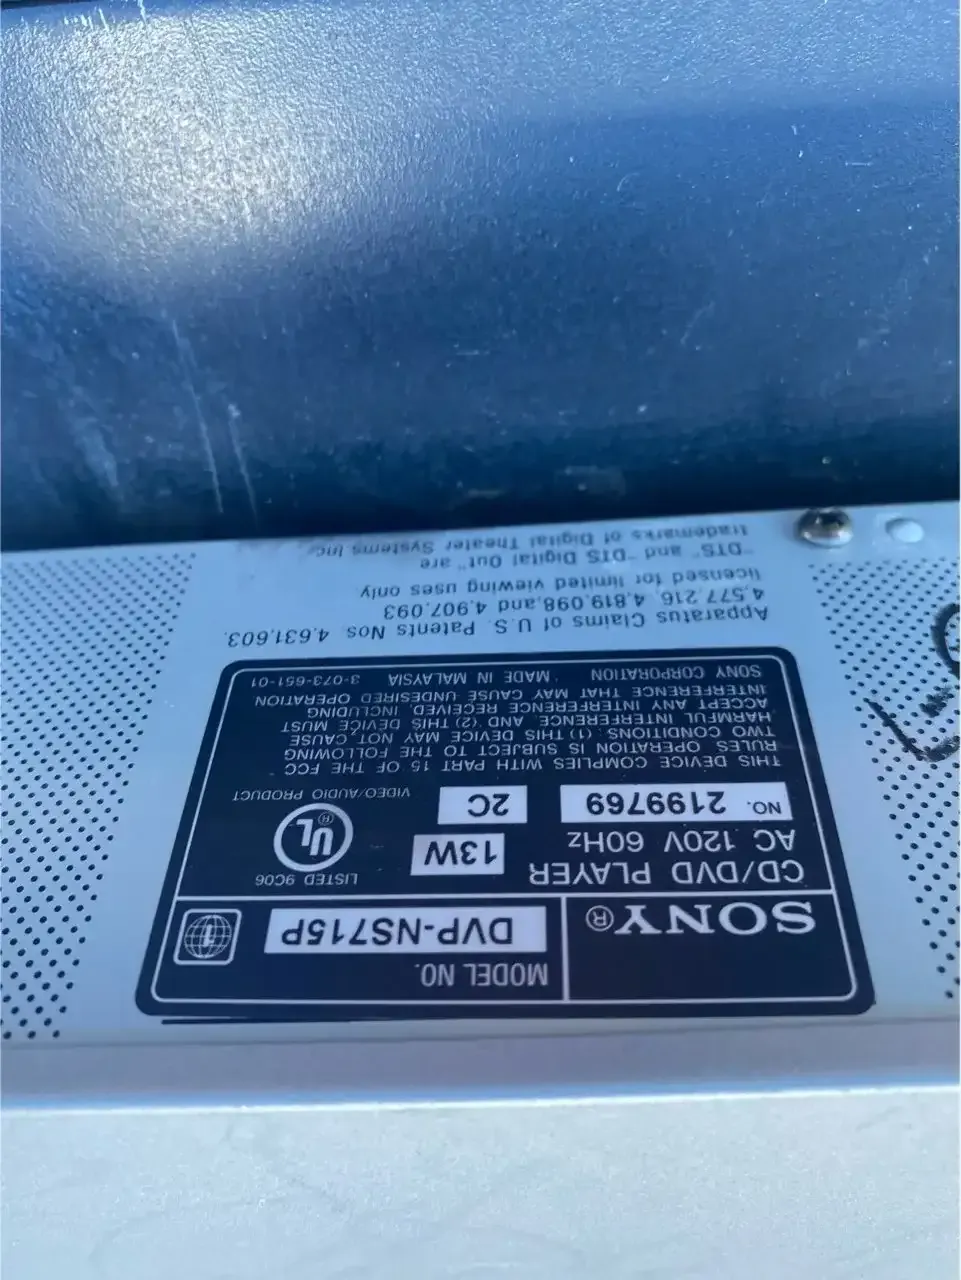 SONY®
MODEL NO.
DVP-NS715P
CD/DVD PLAYER
AC 120V 60Hz
13W
NO. 2199769
2C
LISTED 9C06
UL®
VIDEO/AUDIO PRODUCT
THIS DEVICE COMPLIES WITH PART 15 OF THE FCC
RULES. OPERATION IS SUBJECT TO THE FOLLOWING
TWO CONDITIONS: (1) THIS DEVICE MAY NOT CAUSE
HARMFUL INTERFERENCE, AND (2) THIS DEVICE MUST
ACCEPT ANY INTERFERENCE RECEIVED, INCLUDING
INTERFERENCE THAT MAY CAUSE UNDESIRED OPERATION
SONY CORPORATION MADE IN MALAYSIA 3-073-651-01
Apparatus Claims of U.S. Patents Nos. 4,631,603,
4,577,216, 4,819,098,and 4,907,093
licensed for limited viewing uses only.
"DTS" and "DTS Digital Out" are
trademarks of Digital Theater Systems Inc.